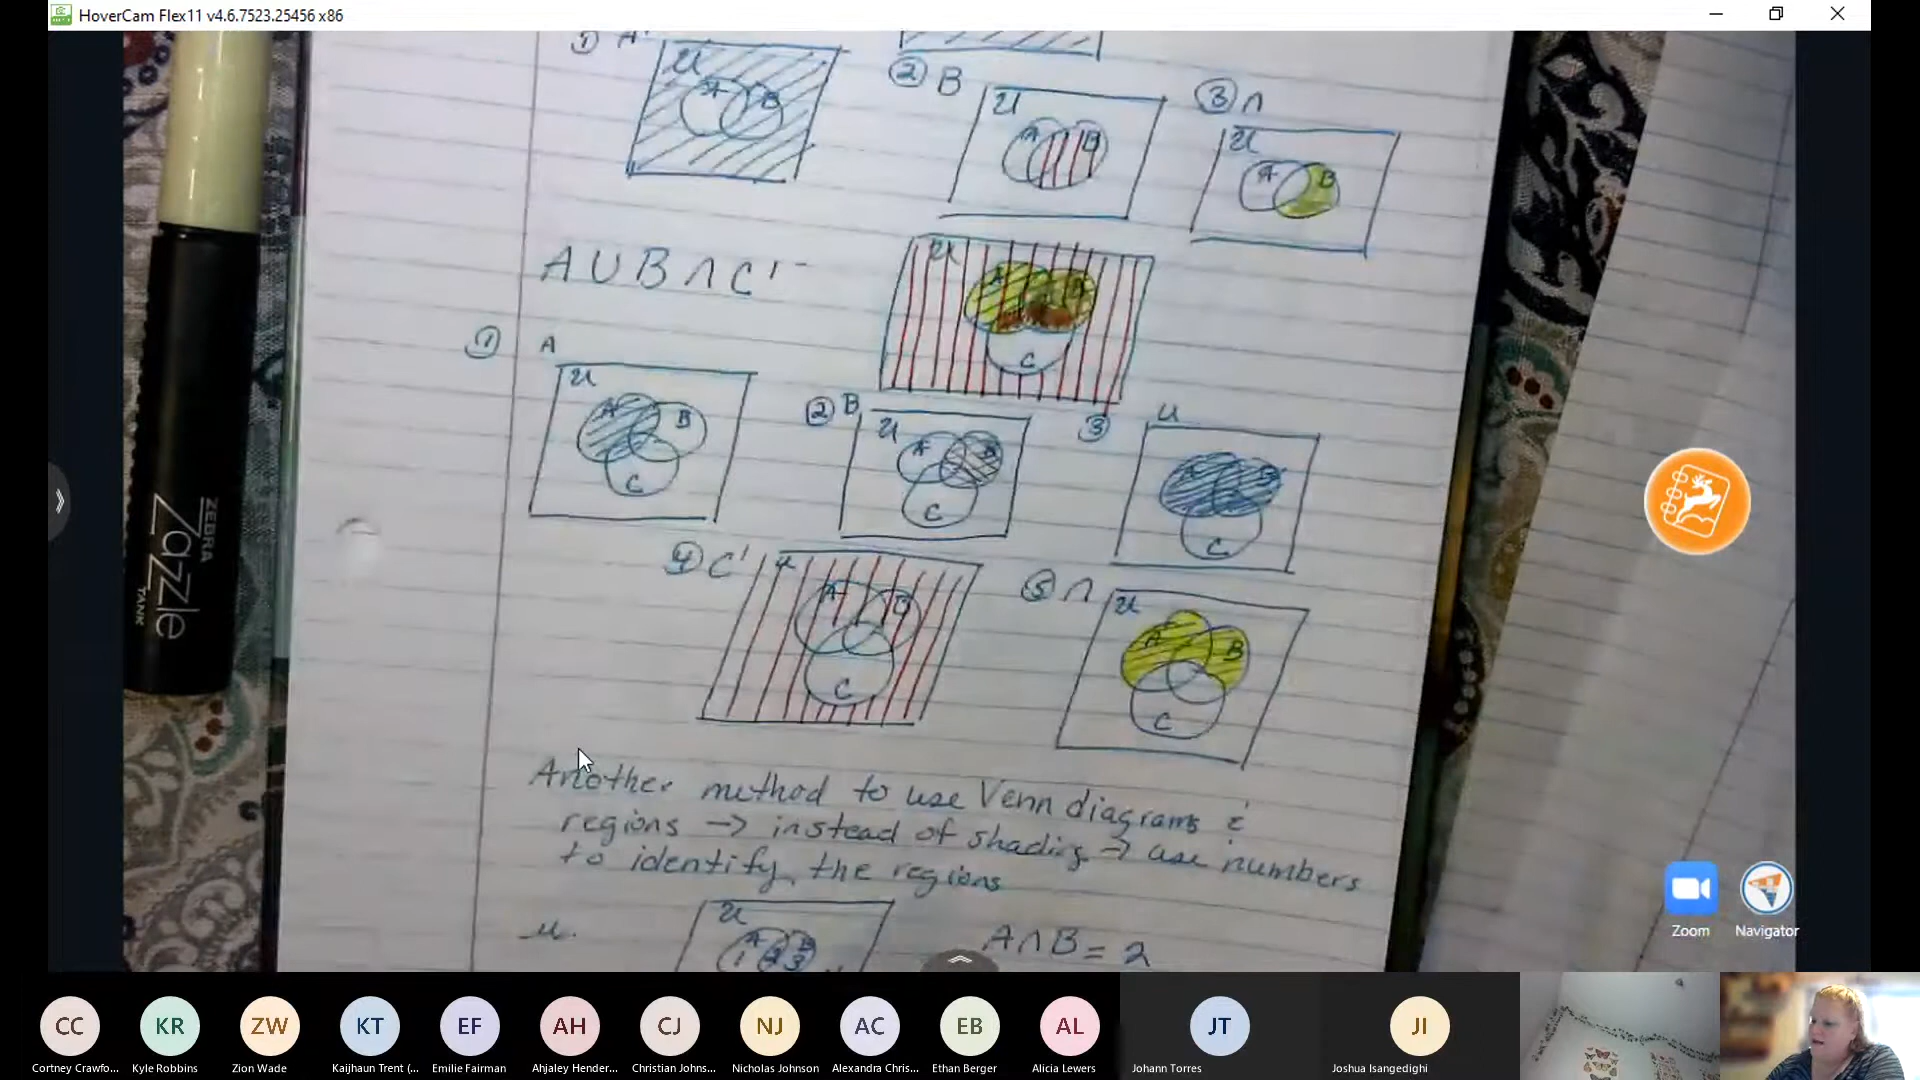 HoverCam Flex11 v4.6.7523.25456 x86
① A'
U
A B
② B
U
A B
③ ∩
U
A B
A ∪ B ∩ C'
U
A B
C
① A
U
A B
C
② B
U
A B
C
③ U
A B
C
④ C'
U
A B
C
⑤ ∩
U
A B
C
Another method to use Venn diagrams &
regions → instead of shading → use numbers
to identify the regions
U
A B
1 2 3
A ∩ B = 2
ZEBRA
Zazzle
TANK
Zoom
Navigator
CC
KR
ZW
KT
EF
AH
CJ
NJ
AC
EB
AL
JT
JI
Cortney Crawfo...
Kyle Robbins
Zion Wade
Kaijhaun Trent (...
Emilie Fairman
Ahjaley Hender...
Christian Johns...
Nicholas Johnson
Alexandra Chris...
Ethan Berger
Alicia Lewers
Johann Torres
Joshua Isangedighi